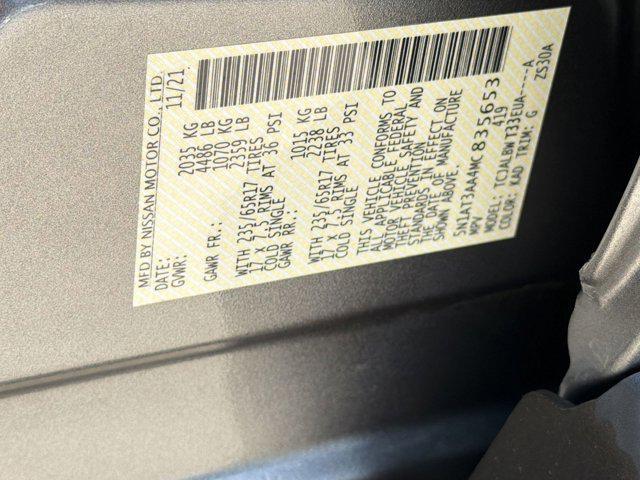 MFD BY NISSAN MOTOR CO., LTD.
DATE: 11/21
GVWR: 2035 KG
4486 LB
GAWR FR.: 1070 KG
2359 LB
WITH 235/65R17 TIRES
17 X 7.5 RIMS AT 36 PSI
COLD SINGLE
GAWR RR.: 1015 KG
2238 LB
WITH 235/65R17 TIRES
17 X 7.5 RIMS AT 33 PSI
COLD SINGLE
THIS VEHICLE CONFORMS TO
ALL APPLICABLE FEDERAL
MOTOR VEHICLE SAFETY AND
THEFT PREVENTION
STANDARDS IN EFFECT ON
THE DATE OF MANUFACTURE
SHOWN ABOVE.
5N1AT3AA4MC835653
MPV 419
MODEL: TCJALBW T33EUA-----A
COLOR: KAD TRIM: G ZS30A